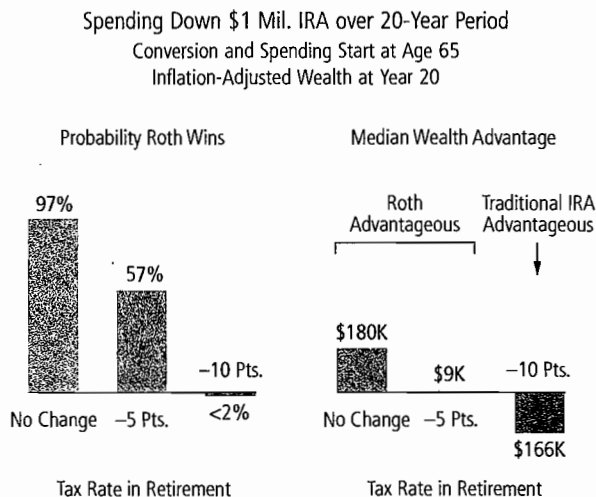 Spending Down $1 Mil. IRA over 20-Year Period
Conversion and Spending Start at Age 65
Inflation-Adjusted Wealth at Year 20
Probability Roth Wins
97%
57%
–10 Pts.
No Change –5 Pts. <2%
Tax Rate in Retirement
Median Wealth Advantage
Roth
Advantageous
Traditional IRA
Advantageous
$180K
$9K
–10 Pts.
No Change –5 Pts.
$166K
Tax Rate in Retirement